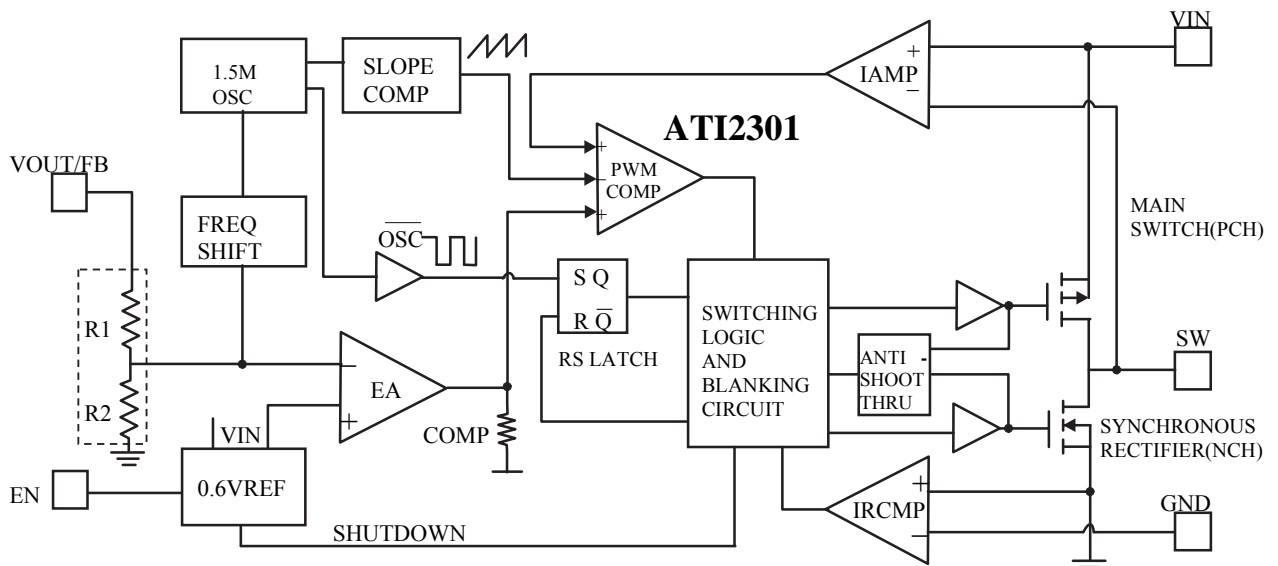 VIN
1.5M
OSC
SLOPE
COMP
+
IAMP
−
ATI2301
VOUT/FB
+
−
PWM
COMP
+
FREQ
SHIFT
MAIN
SWITCH(PCH)
OSC
S Q
R Q
RS LATCH
SWITCHING
LOGIC
AND
BLANKING
CIRCUIT
R1
R2
−
EA
+
ANTI -
SHOOT
THRU
SW
VIN
COMP
SYNCHRONOUS
RECTIFIER(NCH)
EN
0.6VREF
+
IRCMP
−
GND
SHUTDOWN